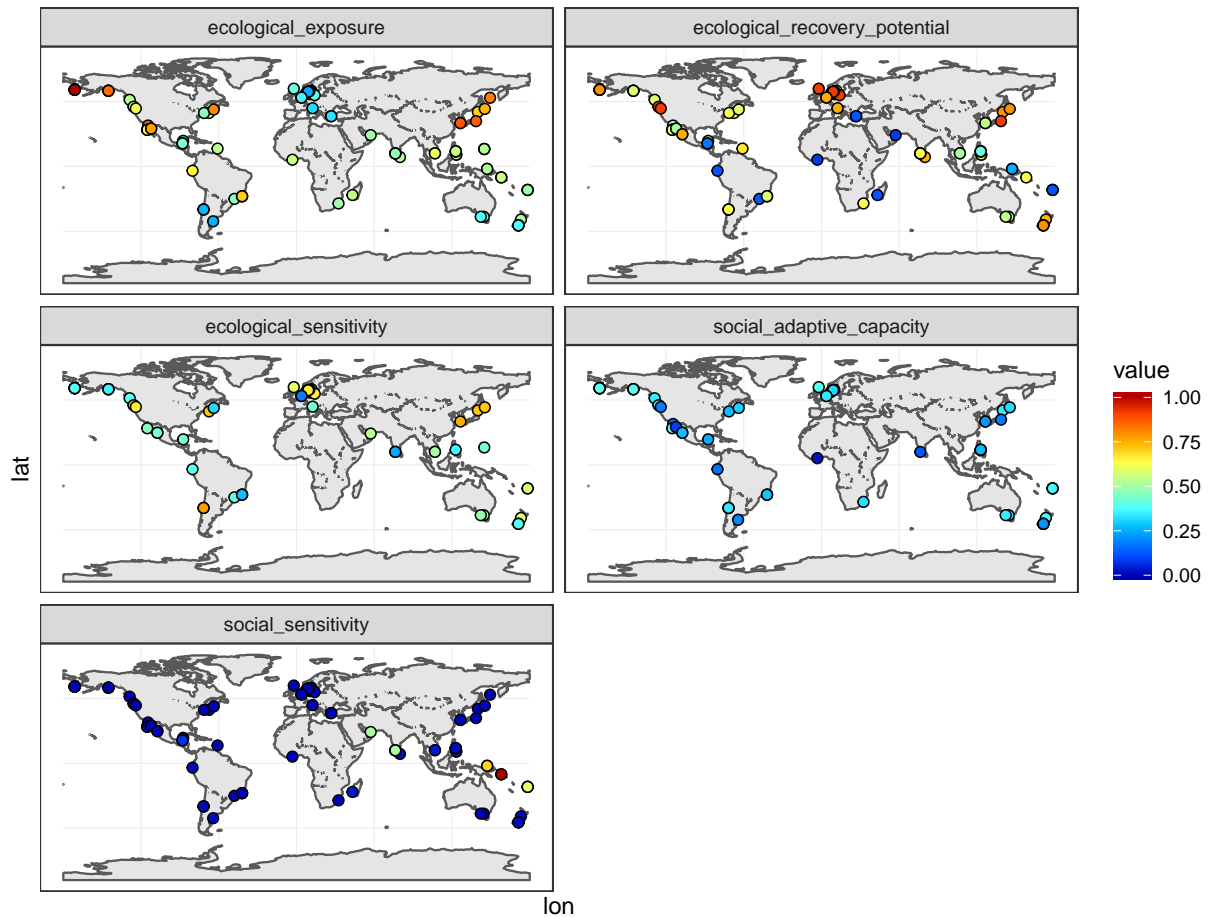 ecological_exposure
ecological_recovery_potential
ecological_sensitivity
social_adaptive_capacity
social_sensitivity
lat
lon
value
1.00
0.75
0.50
0.25
0.00